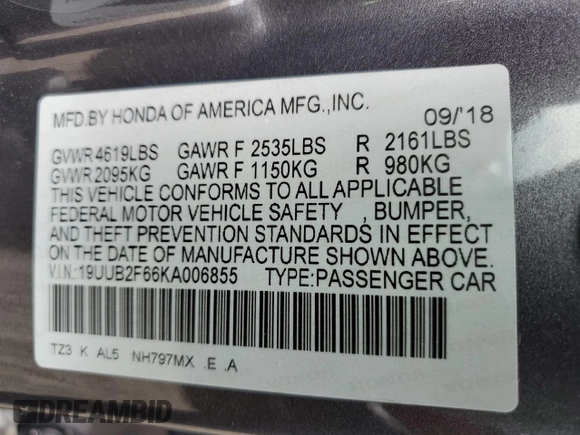 MFD.BY HONDA OF AMERICA MFG.,INC. 09/'18
GVWR 4619LBS GAWR F 2535LBS R 2161LBS
GVWR 2095KG GAWR F 1150KG R 980KG
THIS VEHICLE CONFORMS TO ALL APPLICABLE
FEDERAL MOTOR VEHICLE SAFETY , BUMPER,
AND THEFT PREVENTION STANDARDS IN EFFECT
ON THE DATE OF MANUFACTURE SHOWN ABOVE.
V.I.N:19UUB2F66KA006855 TYPE:PASSENGER CAR
TZ3 K AL5 NH797MX .E .A
DREAMBID